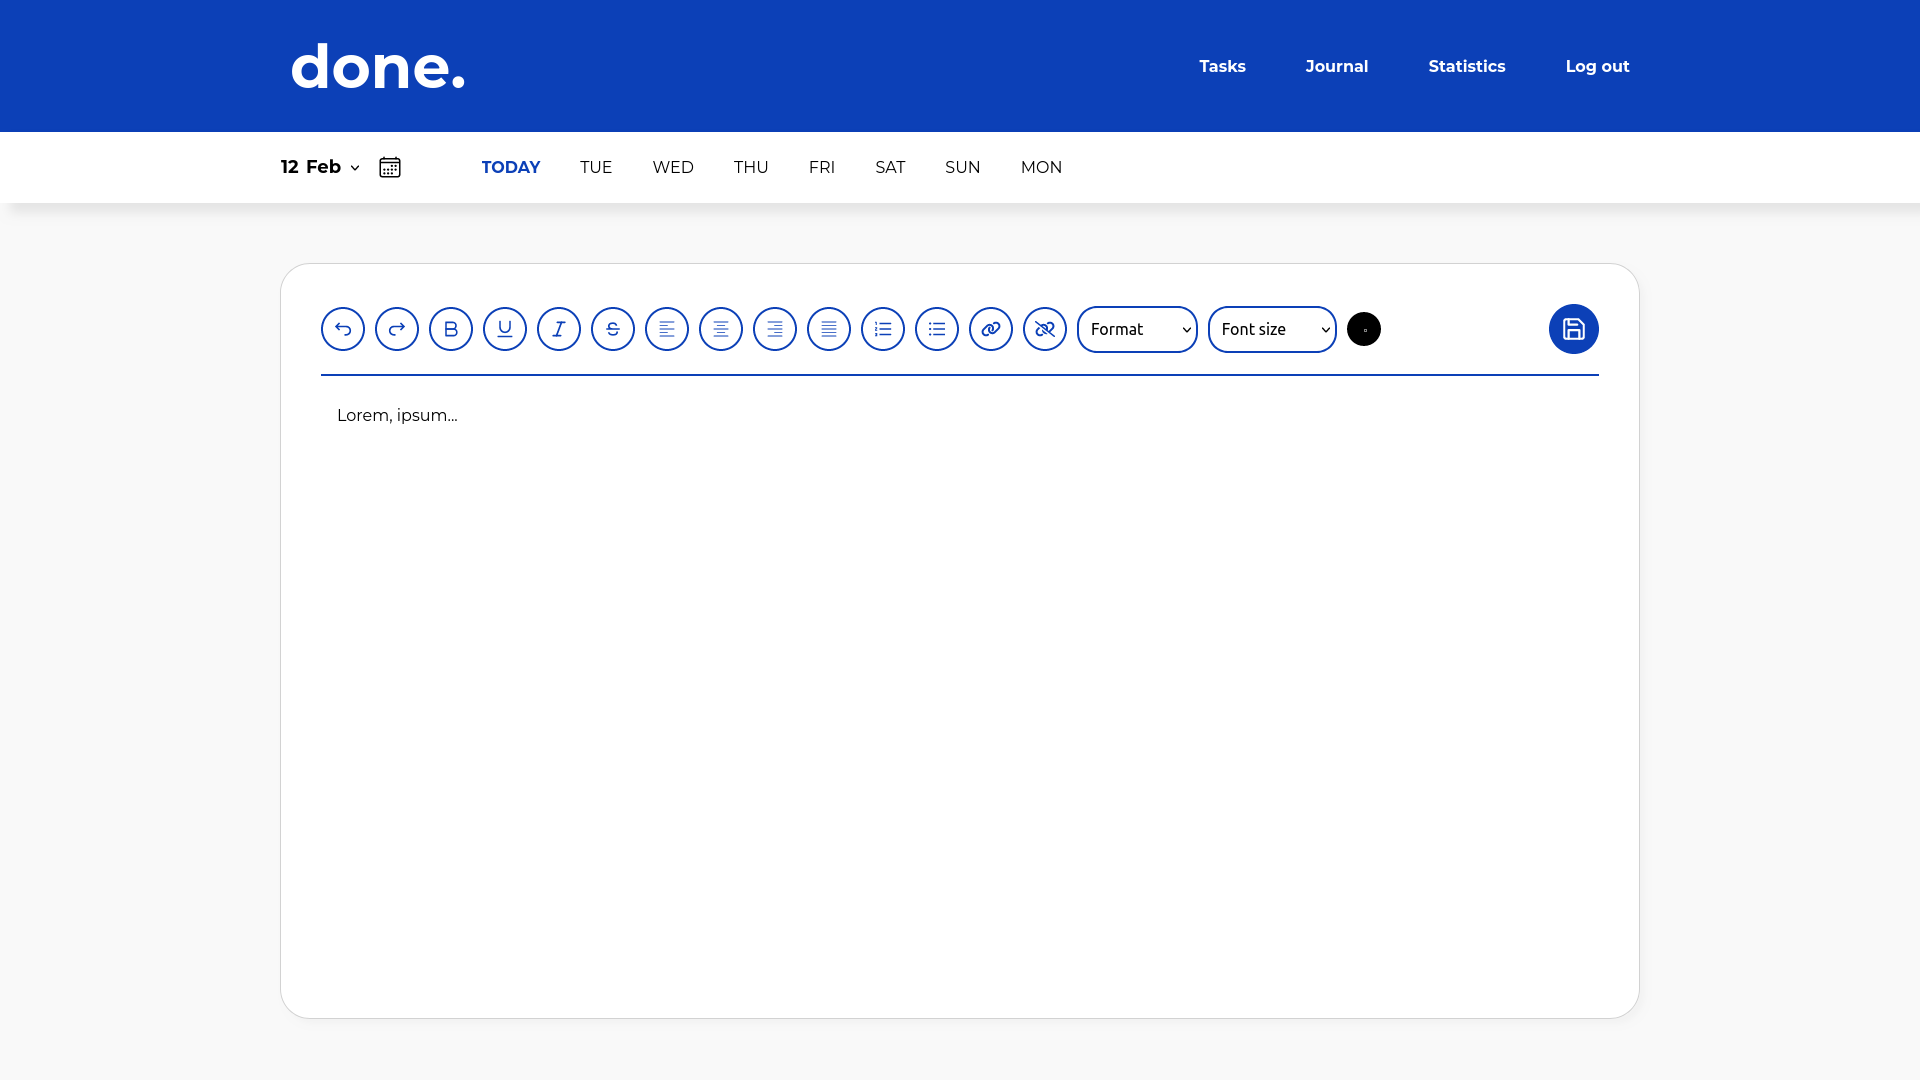 done. Tasks Journal Statistics Log out
12 Feb TODAY TUE WED THU FRI SAT SUN MON
Format Font size
Lorem, ipsum...